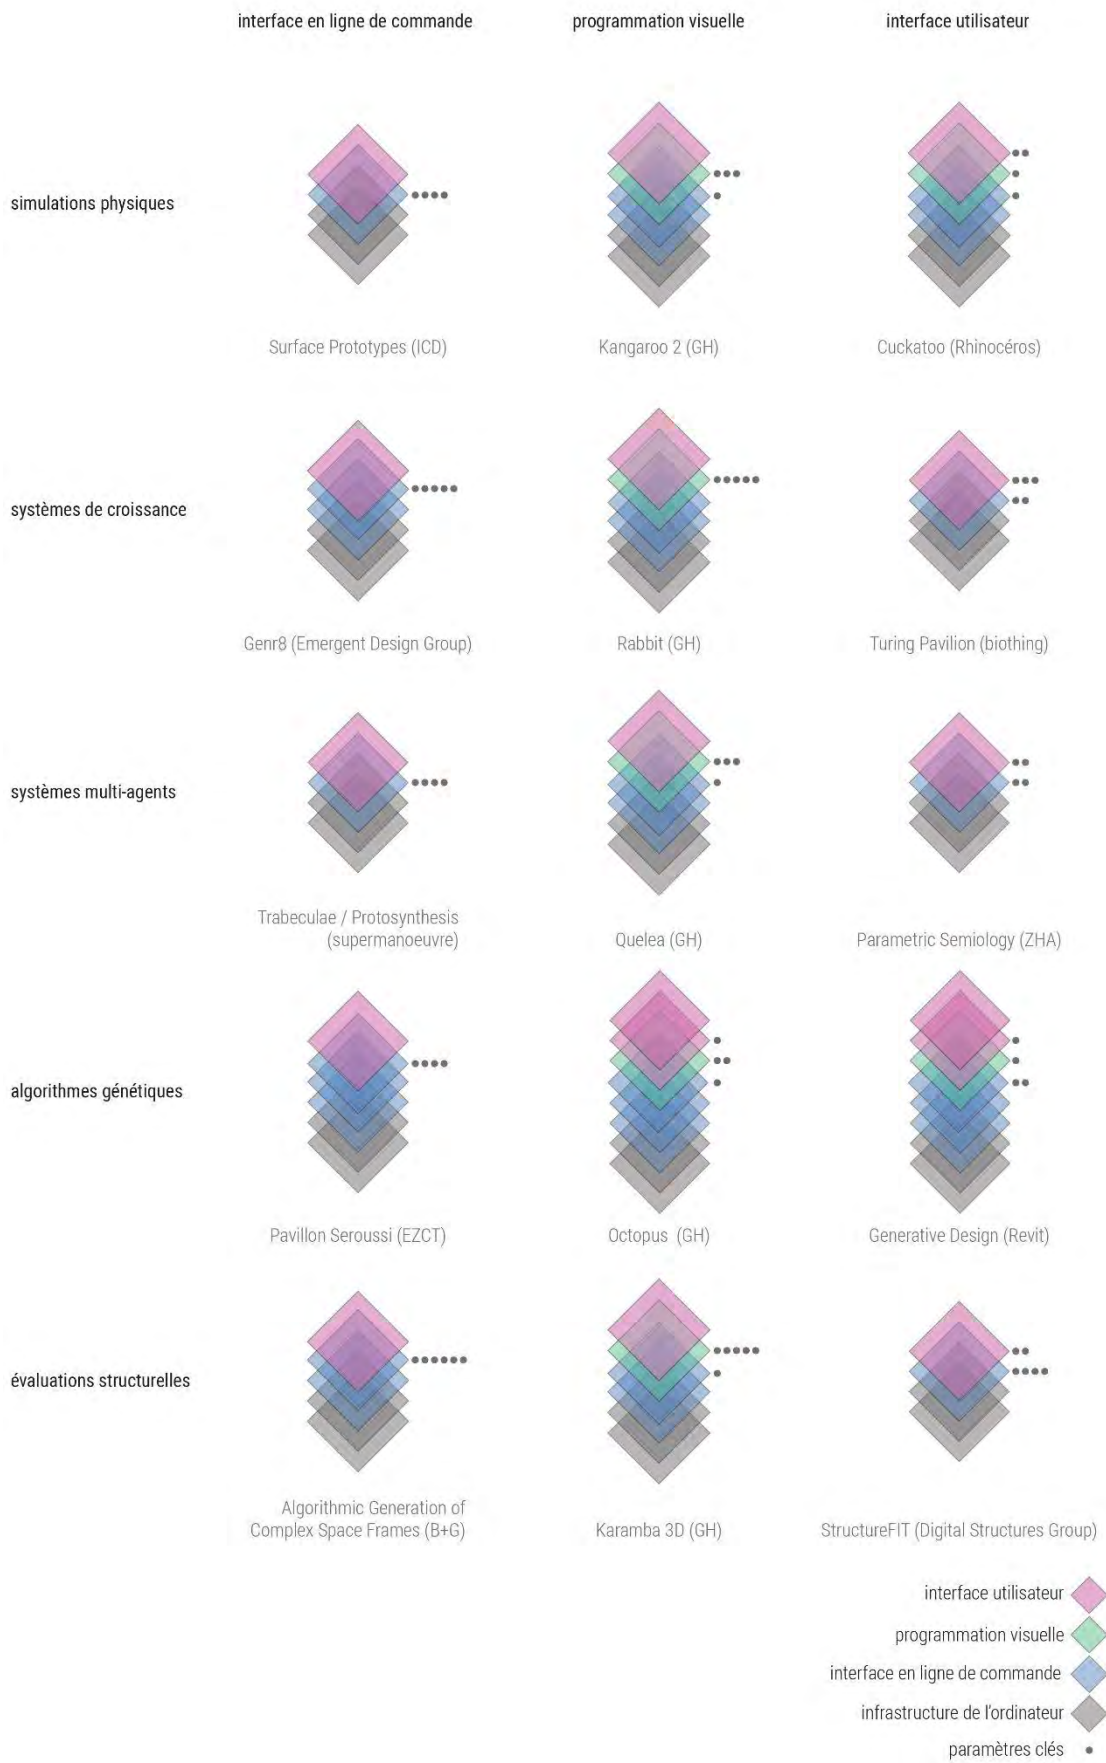 interface en ligne de commande
programmation visuelle
interface utilisateur
simulations physiques
Surface Prototypes (ICD)
Kangaroo 2 (GH)
Cuckatoo (Rhinocéros)
systèmes de croissance
Genr8 (Emergent Design Group)
Rabbit (GH)
Turing Pavilion (biothing)
systèmes multi-agents
Trabeculae / Protosynthesis
(supermanoeuvre)
Quelea (GH)
Parametric Semiology (ZHA)
algorithmes génétiques
Pavillon Seroussi (EZCT)
Octopus (GH)
Generative Design (Revit)
évaluations structurelles
Algorithmic Generation of
Complex Space Frames (B+G)
Karamba 3D (GH)
StructureFIT (Digital Structures Group)
interface utilisateur
programmation visuelle
interface en ligne de commande
infrastructure de l'ordinateur
paramètres clés